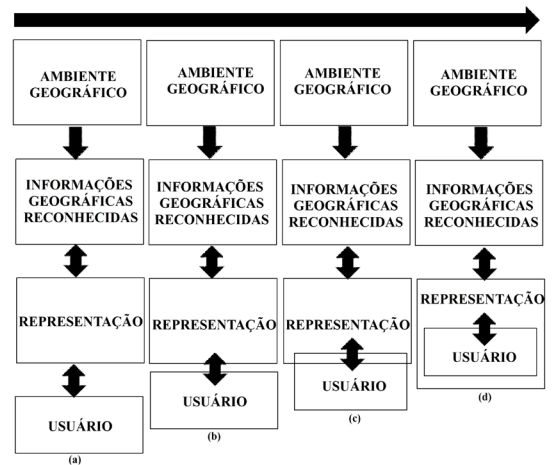 AMBIENTE
GEOGRÁFICO
INFORMAÇÕES
GEOGRÁFICAS
RECONHECIDAS
REPRESENTAÇÃO
USUÁRIO
(a)
AMBIENTE
GEOGRÁFICO
INFORMAÇÕES
GEOGRÁFICAS
RECONHECIDAS
REPRESENTAÇÃO
USUÁRIO
(b)
AMBIENTE
GEOGRÁFICO
INFORMAÇÕES
GEOGRÁFICAS
RECONHECIDAS
REPRESENTAÇÃO
USUÁRIO
(c)
AMBIENTE
GEOGRÁFICO
INFORMAÇÕES
GEOGRÁFICAS
RECONHECIDAS
REPRESENTAÇÃO
USUÁRIO
(d)